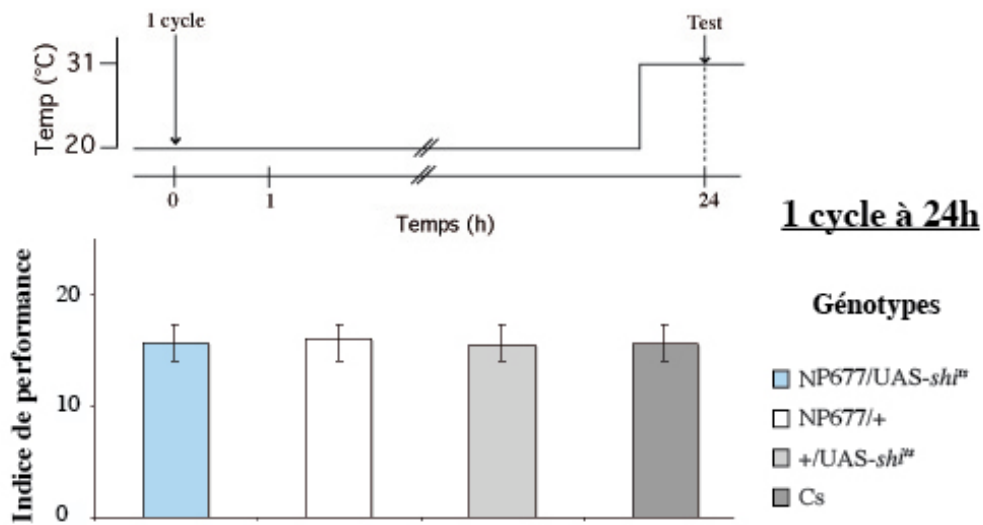 1 cycle
Test
Temp (°C)
31
20
0
1
24
Temps (h)
1 cycle à 24h
Indice de performance
20
10
0
Génotypes
NP677/UAS-shiᵗˢ
NP677/+
+/UAS-shiᵗˢ
Cs